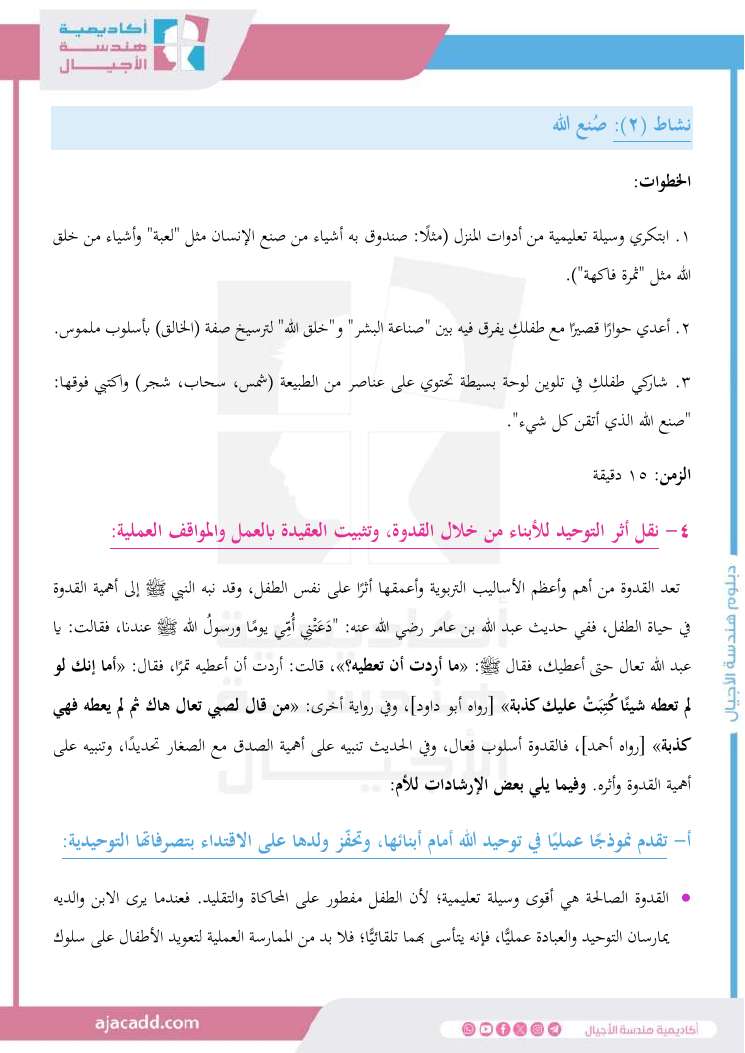 أكاديمية
هندسة
الأجيال
نشاط (٢): صُنع الله
الخطوات:
١. ابتكري وسيلة تعليمية من أدوات المنزل (مثلًا: صندوق به أشياء من صنع الإنسان مثل "لعبة" وأشياء من خلق
الله مثل "ثمرة فاكهة").
٢. أعدي حوارًا قصيرًا مع طفلكِ يفرق فيه بين "صناعة البشر" و"خلق الله" لترسيخ صفة (الخالق) بأسلوب ملموس.
٣. شاركي طفلكِ في تلوين لوحة بسيطة تحتوي على عناصر من الطبيعة (شمس، سحاب، شجر) واكتبي فوقها:
"صنع الله الذي أتقن كل شيء".
الزمن: ١٥ دقيقة
٤- نقل أثر التوحيد للأبناء من خلال القدوة، وتثبيت العقيدة بالعمل والمواقف العملية:
تعد القدوة من أهم وأعظم الأساليب التربوية وأعمقها أثرًا على نفس الطفل، وقد نبه النبي ﷺ إلى أهمية القدوة
في حياة الطفل، ففي حديث عبد الله بن عامر رضي الله عنه: "دَعَتْنِي أُمِّي يومًا ورسولُ الله ﷺ عندنا، فقالت: يا
عبد الله تعال حتى أعطيك، فقال ﷺ: «ما أردت أن تعطيه؟»، قالت: أردت أن أعطيه تمرًا، فقال: «أما إنك لو
لم تعطه شيئًا كُتِبَتْ عليك كذبة» [رواه أبو داود]، وفي رواية أخرى: «من قال لصبي تعال هاك ثم لم يعطه فهي
كذبة» [رواه أحمد]، فالقدوة أسلوب فعال، وفي الحديث تنبيه على أهمية الصدق مع الصغار تحديدًا، وتنبيه على
أهمية القدوة وأثره. وفيما يلي بعض الإرشادات للأم:
أ- تقدم نموذجًا عمليًا في توحيد الله أمام أبنائها، وتحفّز ولدها على الاقتداء بتصرفاتها التوحيدية:
● القدوة الصالحة هي أقوى وسيلة تعليمية؛ لأن الطفل مفطور على المحاكاة والتقليد. فعندما يرى الابن والديه
يمارسان التوحيد والعبادة عمليًّا، فإنه يتأسى بهما تلقائيًّا؛ فلا بد من الممارسة العملية لتعويد الأطفال على سلوك
دبلوم هندسة الأجيال
أكاديمية
هندسة
الأجيال
ajacadd.com
أكاديمية هندسة الأجيال